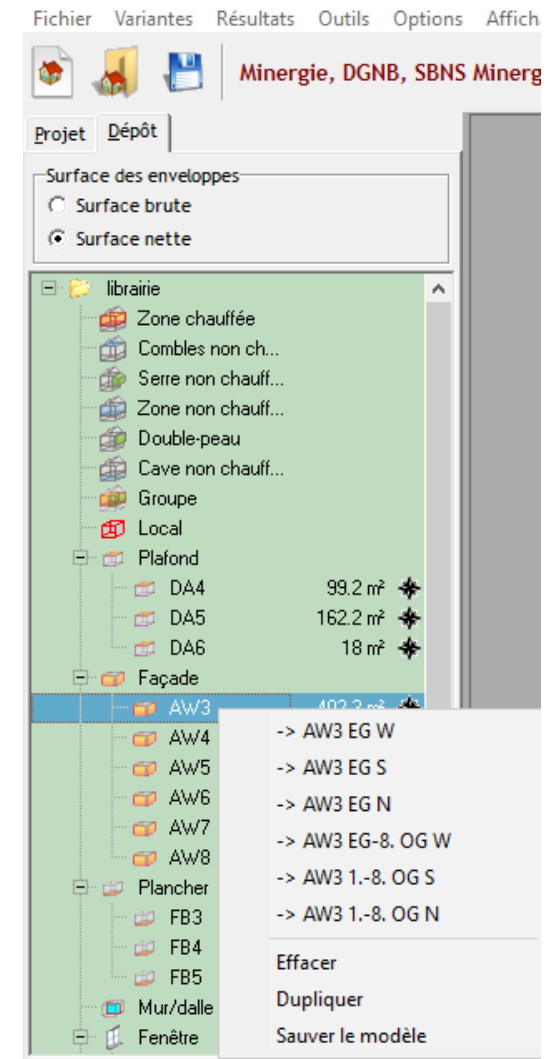 Fichier Variantes Résultats Outils Options Affich
Minergie, DGNB, SBNS Minerg
Projet Dépôt
Surface des enveloppes
Surface brute
Surface nette
librairie
Zone chauffée
Combles non ch...
Serre non chauff...
Zone non chauff...
Double-peau
Cave non chauff...
Groupe
Local
Plafond
DA4 99.2 m²
DA5 162.2 m²
DA6 18 m²
Façade
AW3 402.3 m²
-> AW3 EG W
AW4
-> AW3 EG S
AW5
-> AW3 EG N
AW6
-> AW3 EG-8. OG W
AW7
-> AW3 1.-8. OG S
AW8
-> AW3 1.-8. OG N
Plancher
FB3
FB4
Effacer
FB5
Dupliquer
Mur/dalle
Sauver le modèle
Fenêtre